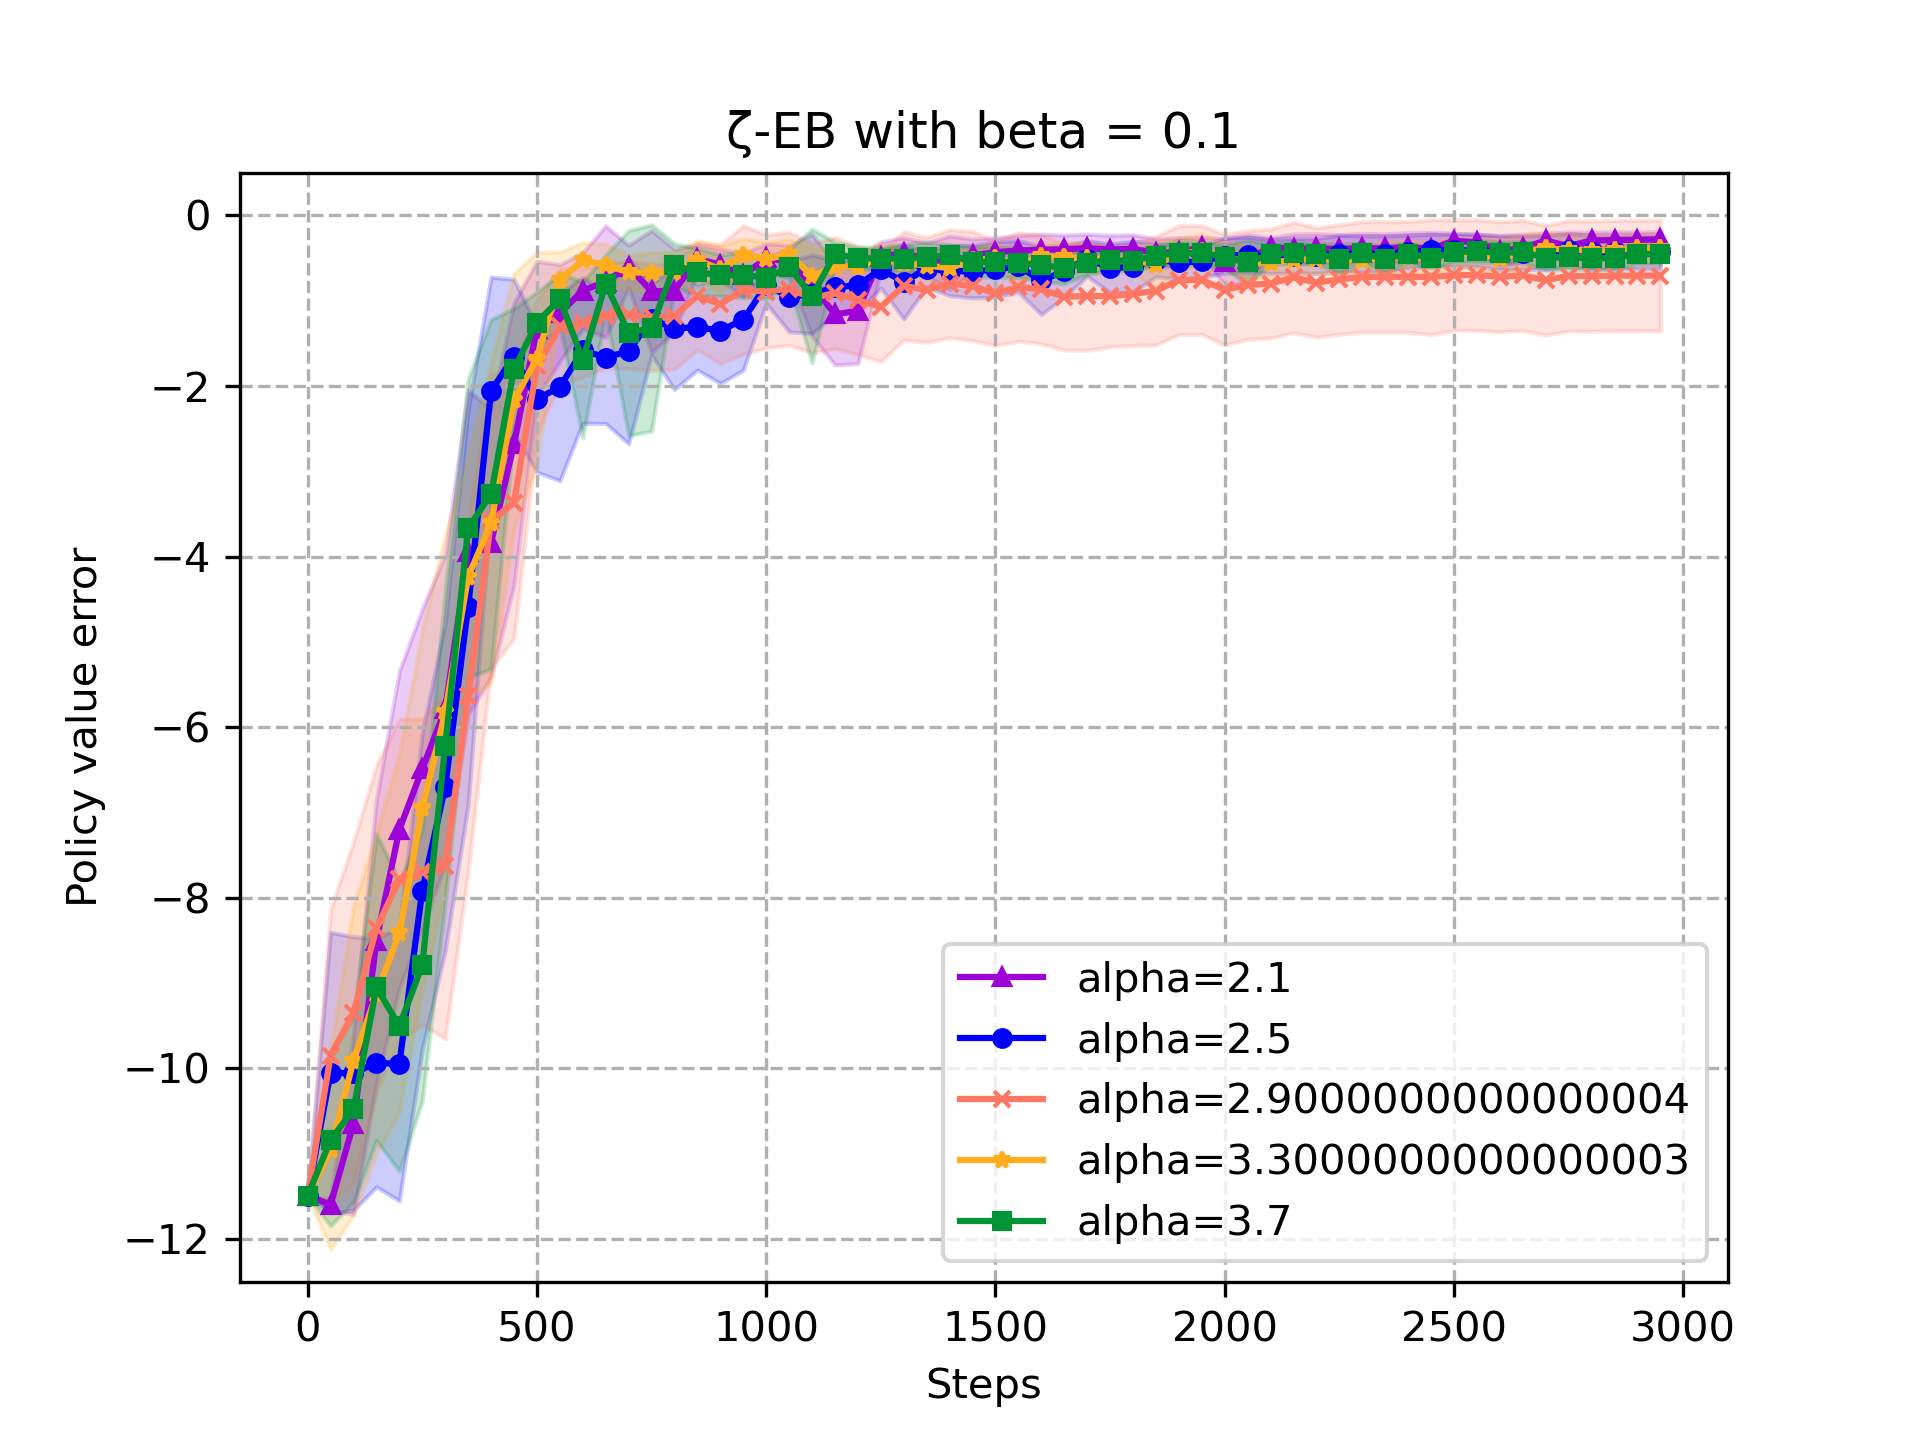 ζ-EB with beta = 0.1
Policy value error
0
−2
−4
−6
−8
−10
−12
alpha=2.1
alpha=2.5
alpha=2.9000000000000004
alpha=3.3000000000000003
alpha=3.7
0 500 1000 1500 2000 2500 3000
Steps